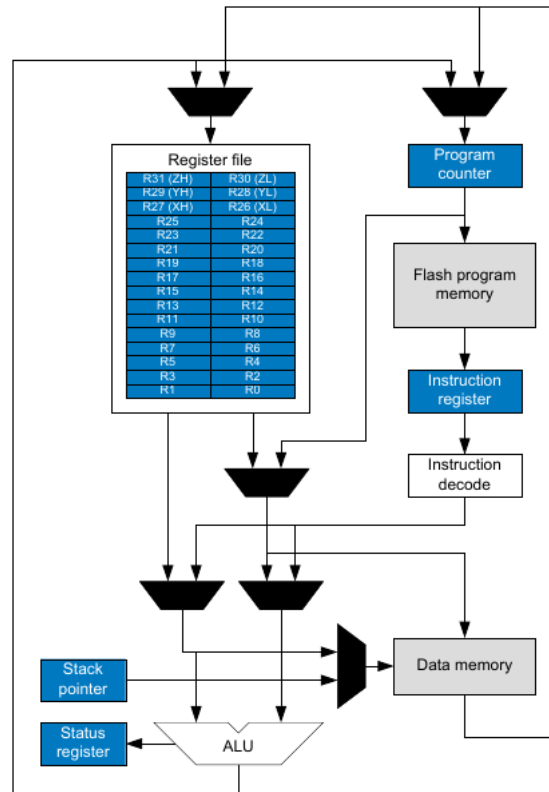 Register file
R31 (ZH) R30 (ZL)
R29 (YH) R28 (YL)
R27 (XH) R26 (XL)
R25 R24
R23 R22
R21 R20
R19 R18
R17 R16
R15 R14
R13 R12
R11 R10
R9 R8
R7 R6
R5 R4
R3 R2
R1 R0
Program
counter
Flash program
memory
Instruction
register
Instruction
decode
Stack
pointer
Data memory
Status
register
ALU